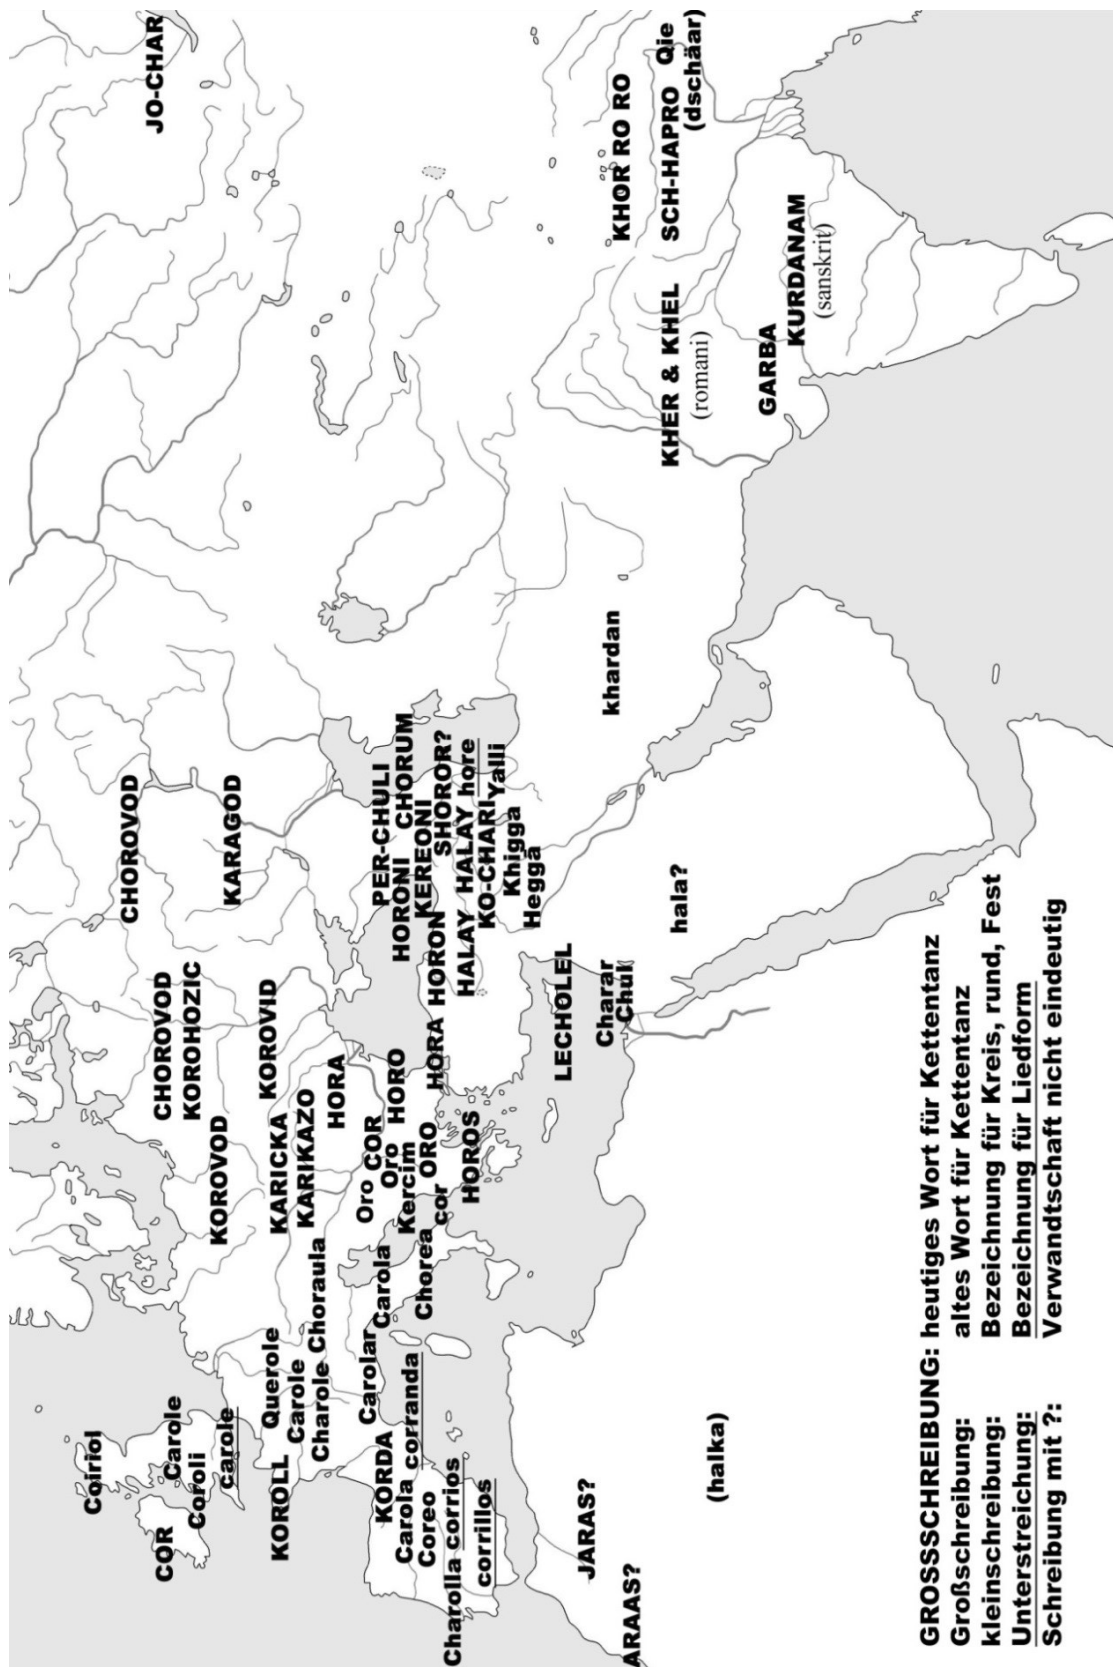 JO-CHAR
CHOROVOD
KARAGOD
CHOROVOD
KOROHOZIC
KOROVID
KOROVOD
KARICKA
KARIKAZO
HORA
Coiriol
COR
Carole
Coroli
carole
KOROLL
Querole
Carole
Charole
Choraula
KORDA
Carolar
Carola
Carola
corranda
Coreo
Charolla
corrios
corrillos
Oro
COR
Oro
HORO
Kercim
Chorea
cor
ORO
HORA
HOROS
PER-CHULI
HORONI
CHORUM
KEREONI
HORON
SHOROR?
HALAY
HALAY
hore
KO-CHARI
Yalli
Khigga
Hegga
khardan
LECHOLEL
Charar
Chúl
hala?
JARAS?
ARAAS?
(halka)
KHOR RO RO
KHER & KHEL
(romani)
SCH-HAPRO
Qie
(dschäar)
GARBA
KURDANAM
(sanskrit)
GROSSSCHREIBUNG: heutiges Wort für Kettentanz
Großschreibung: altes Wort für Kettentanz
kleinschreibung: Bezeichnung für Kreis, rund, Fest
Unterstreichung: Bezeichnung für Liedform
Schreibung mit ?: Verwandtschaft nicht eindeutig